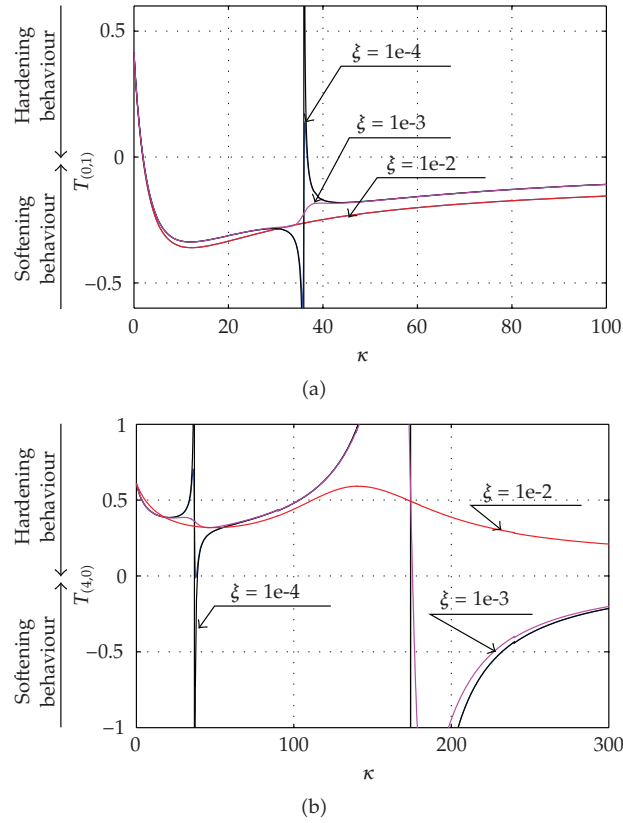 Hardening
behaviour
Softening
behaviour
T(0,1)
0.5
0
−0.5
ξ = 1e-4
ξ = 1e-3
ξ = 1e-2
0 20 40 60 80 100
κ
(a)
Hardening
behaviour
Softening
behaviour
T(4,0)
1
0.5
0
−0.5
−1
ξ = 1e-2
ξ = 1e-4
ξ = 1e-3
0 100 200 300
κ
(b)